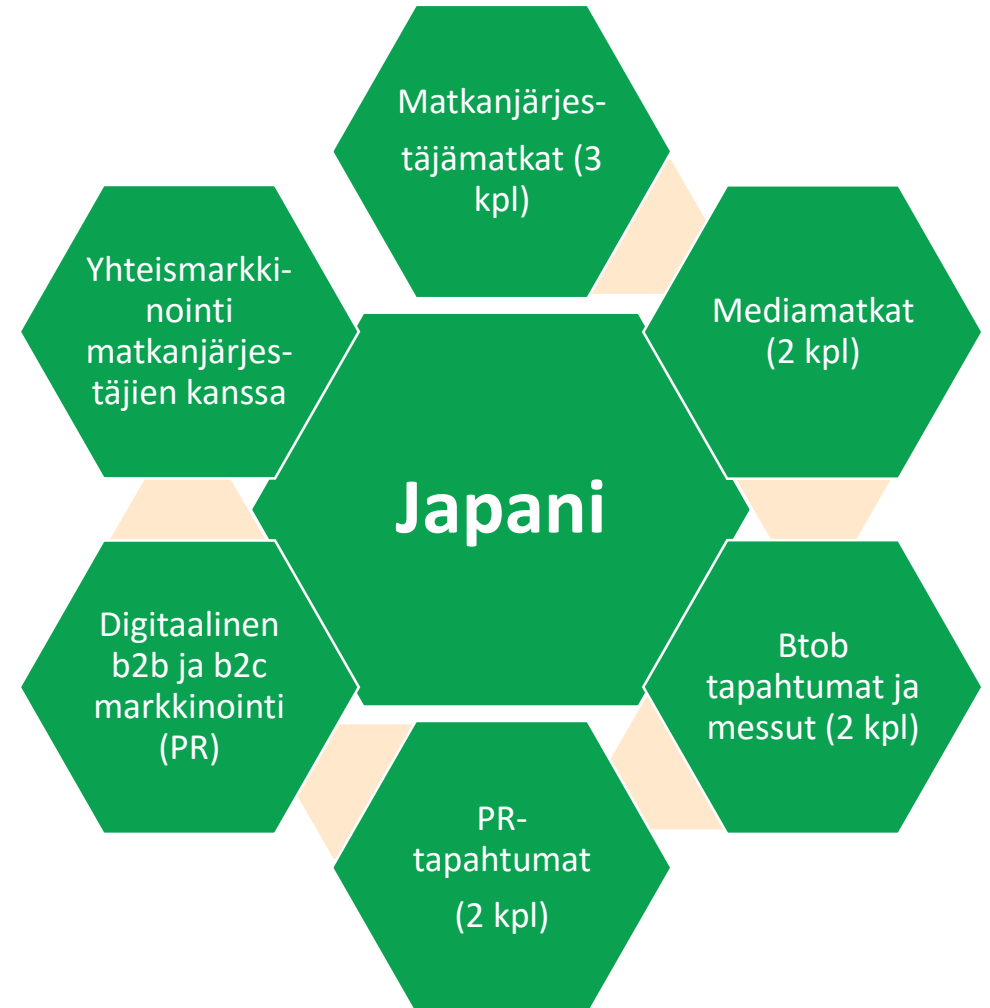 Matkanjärjes-
täjämatkat (3
kpl)
Mediamatkat
(2 kpl)
Btob
tapahtumat ja
messut (2 kpl)
PR-
tapahtumat
(2 kpl)
Digitaalinen
b2b ja b2c
markkinointi
(PR)
Yhteismarkki-
nointi
matkanjärjes-
täjien kanssa
Japani